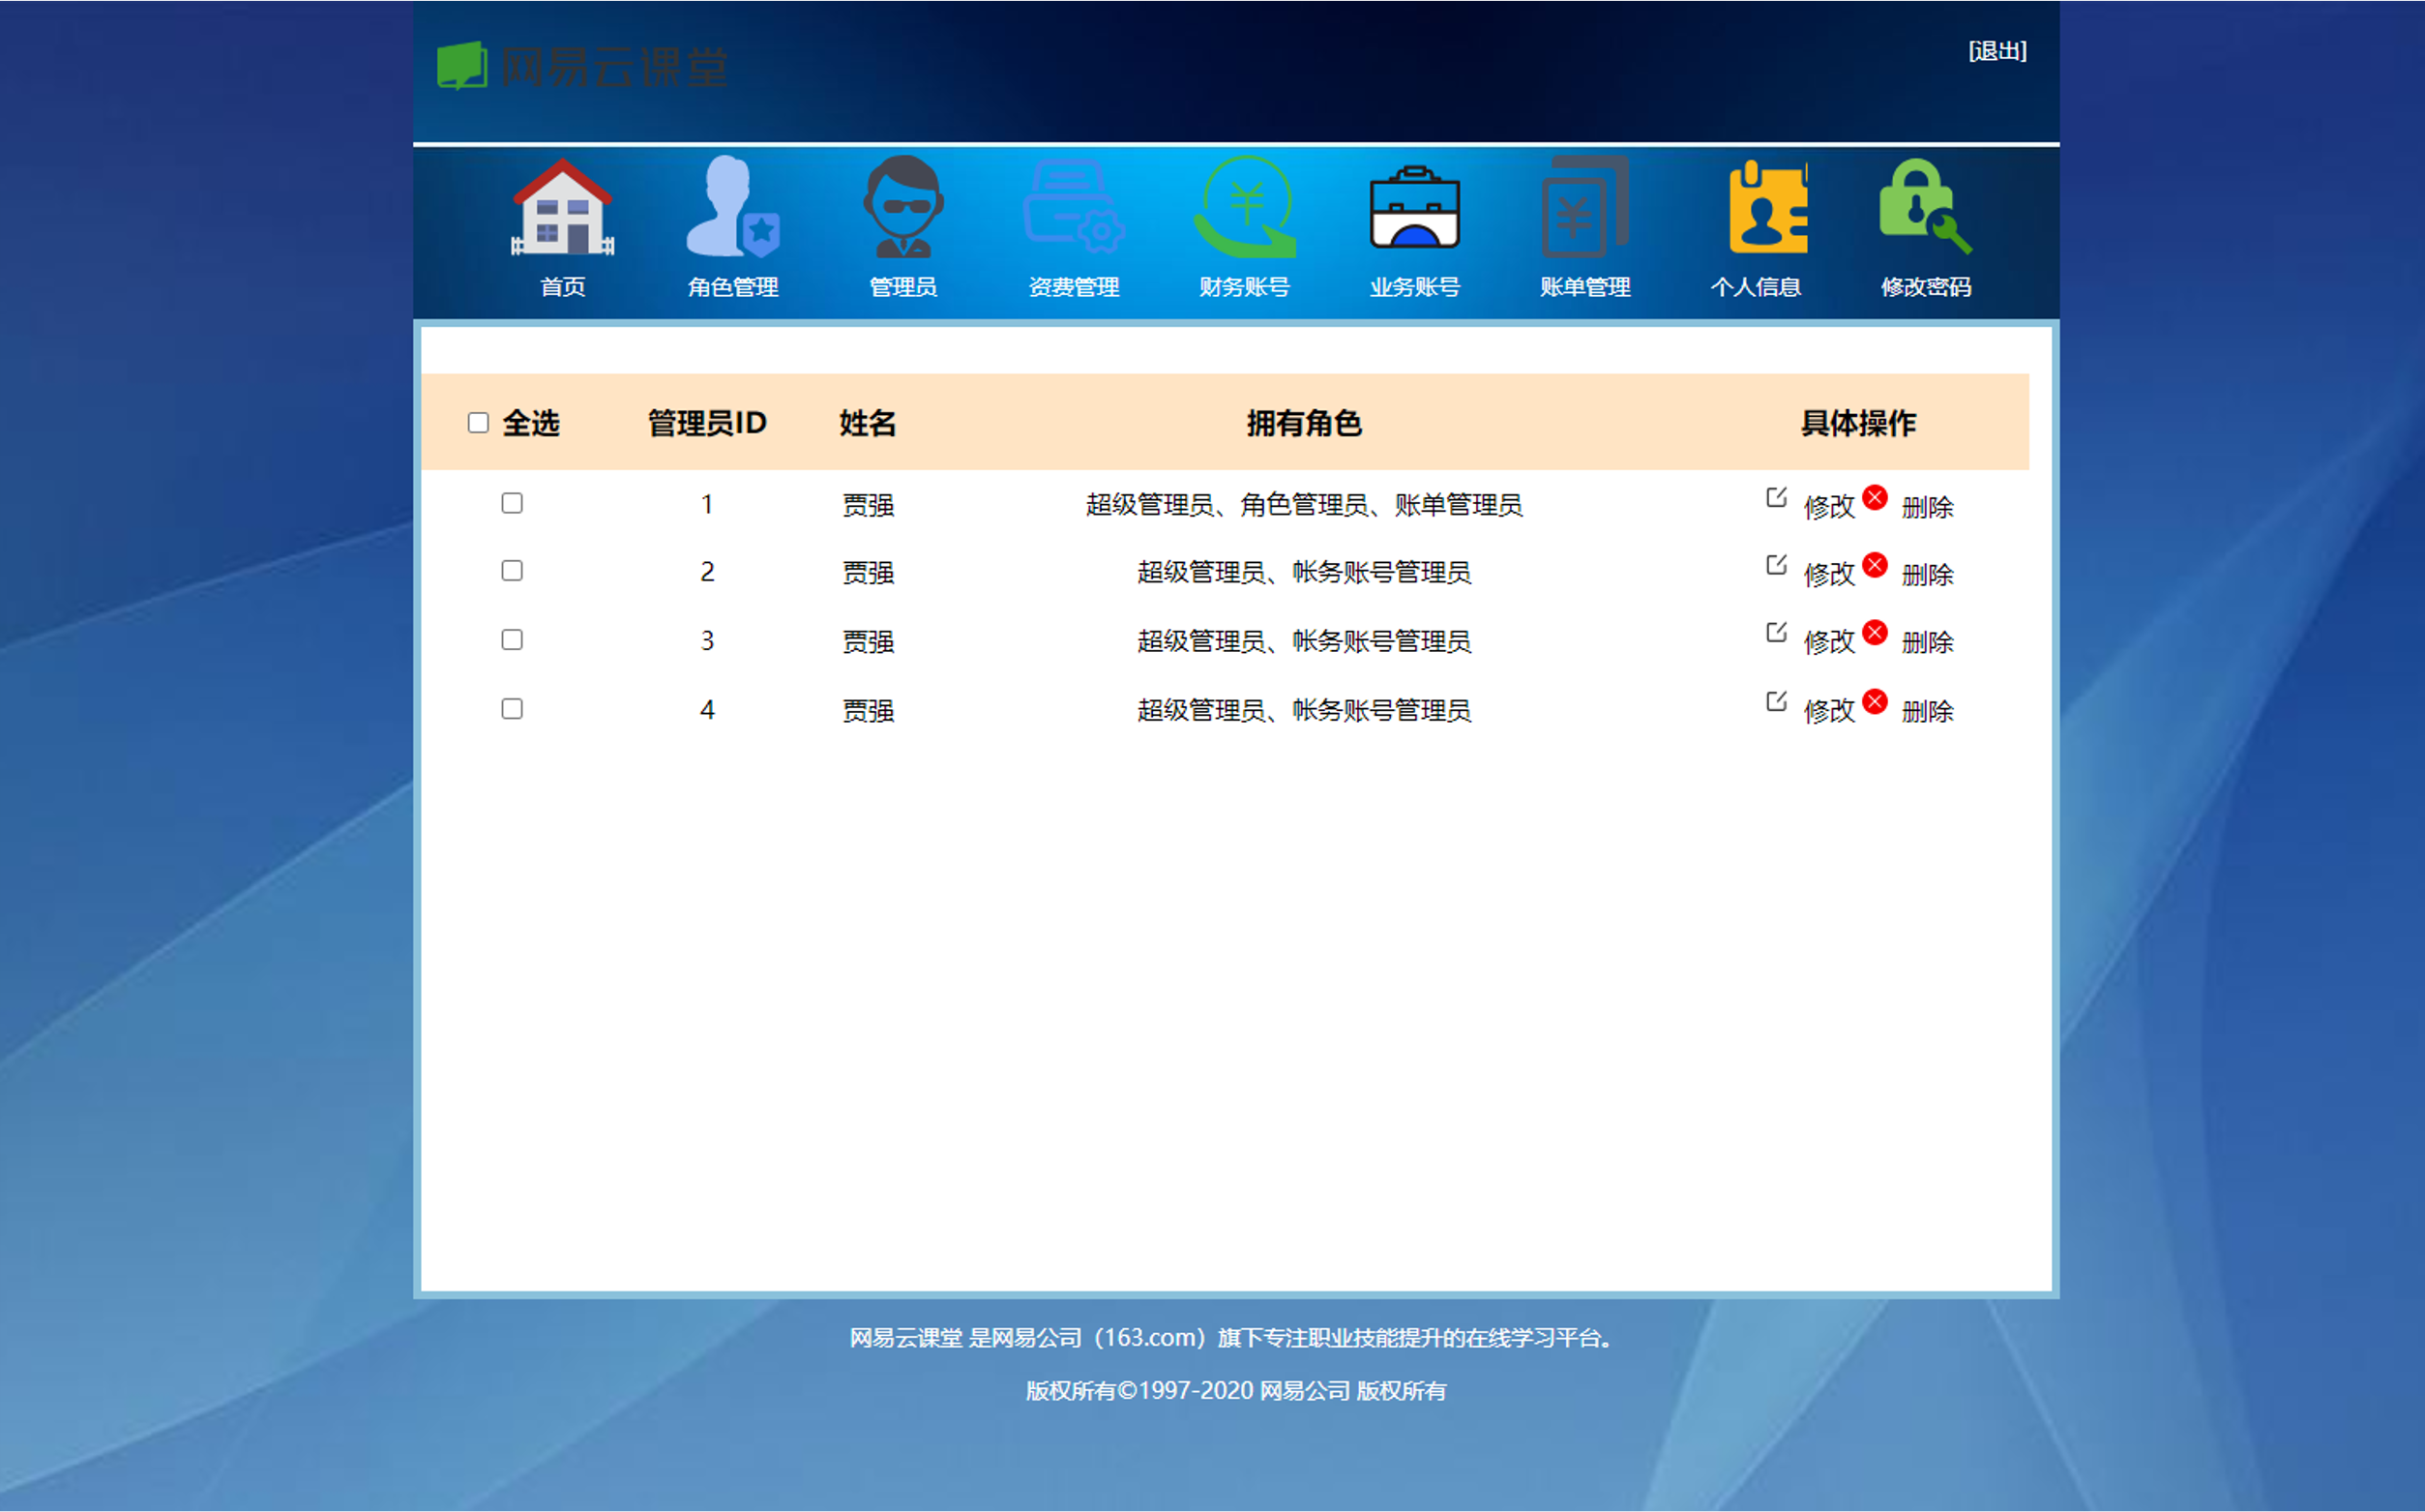 网易云课堂
[退出]
首页 角色管理 管理员 资费管理 财务账号 业务账号 账单管理 个人信息 修改密码
全选 管理员ID 姓名 拥有角色 具体操作
1 贾强 超级管理员、角色管理员、账单管理员 修改 删除
2 贾强 超级管理员、帐务账号管理员 修改 删除
3 贾强 超级管理员、帐务账号管理员 修改 删除
4 贾强 超级管理员、帐务账号管理员 修改 删除
网易云课堂 是网易公司（163.com）旗下专注职业技能提升的在线学习平台。
版权所有©1997-2020 网易公司 版权所有